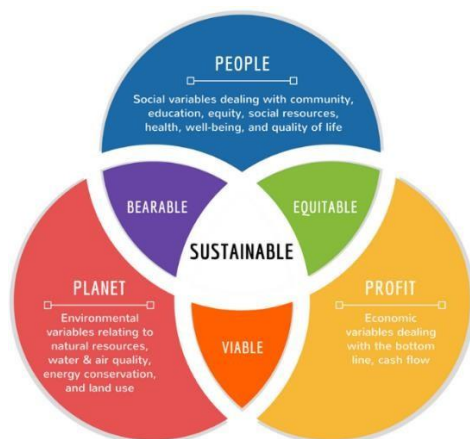 PEOPLE
Social variables dealing with community,
education, equity, social resources,
health, well-being, and quality of life
BEARABLE
EQUITABLE
SUSTAINABLE
PLANET
Environmental
variables relating to
natural resources,
water & air quality,
energy conservation,
and land use
PROFIT
Economic
variables dealing
with the bottom
line, cash flow
VIABLE